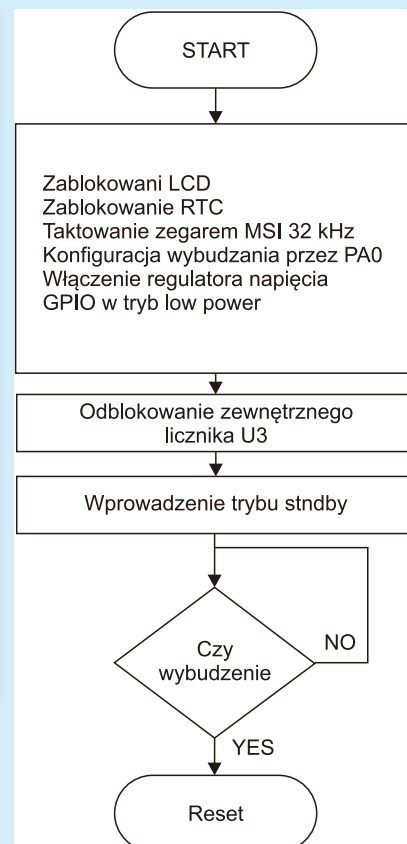 START
Zablokowani LCD
Zablokowanie RTC
Taktowanie zegarem MSI 32 kHz
Konfiguracja wybudzania przez PA0
Włączenie regulatora napięcia
GPIO w tryb low power
Odblokowanie zewnętrznego
licznika U3
Wprowadzenie trybu stndby
Czy
wybudzenie
NO
YES
Reset